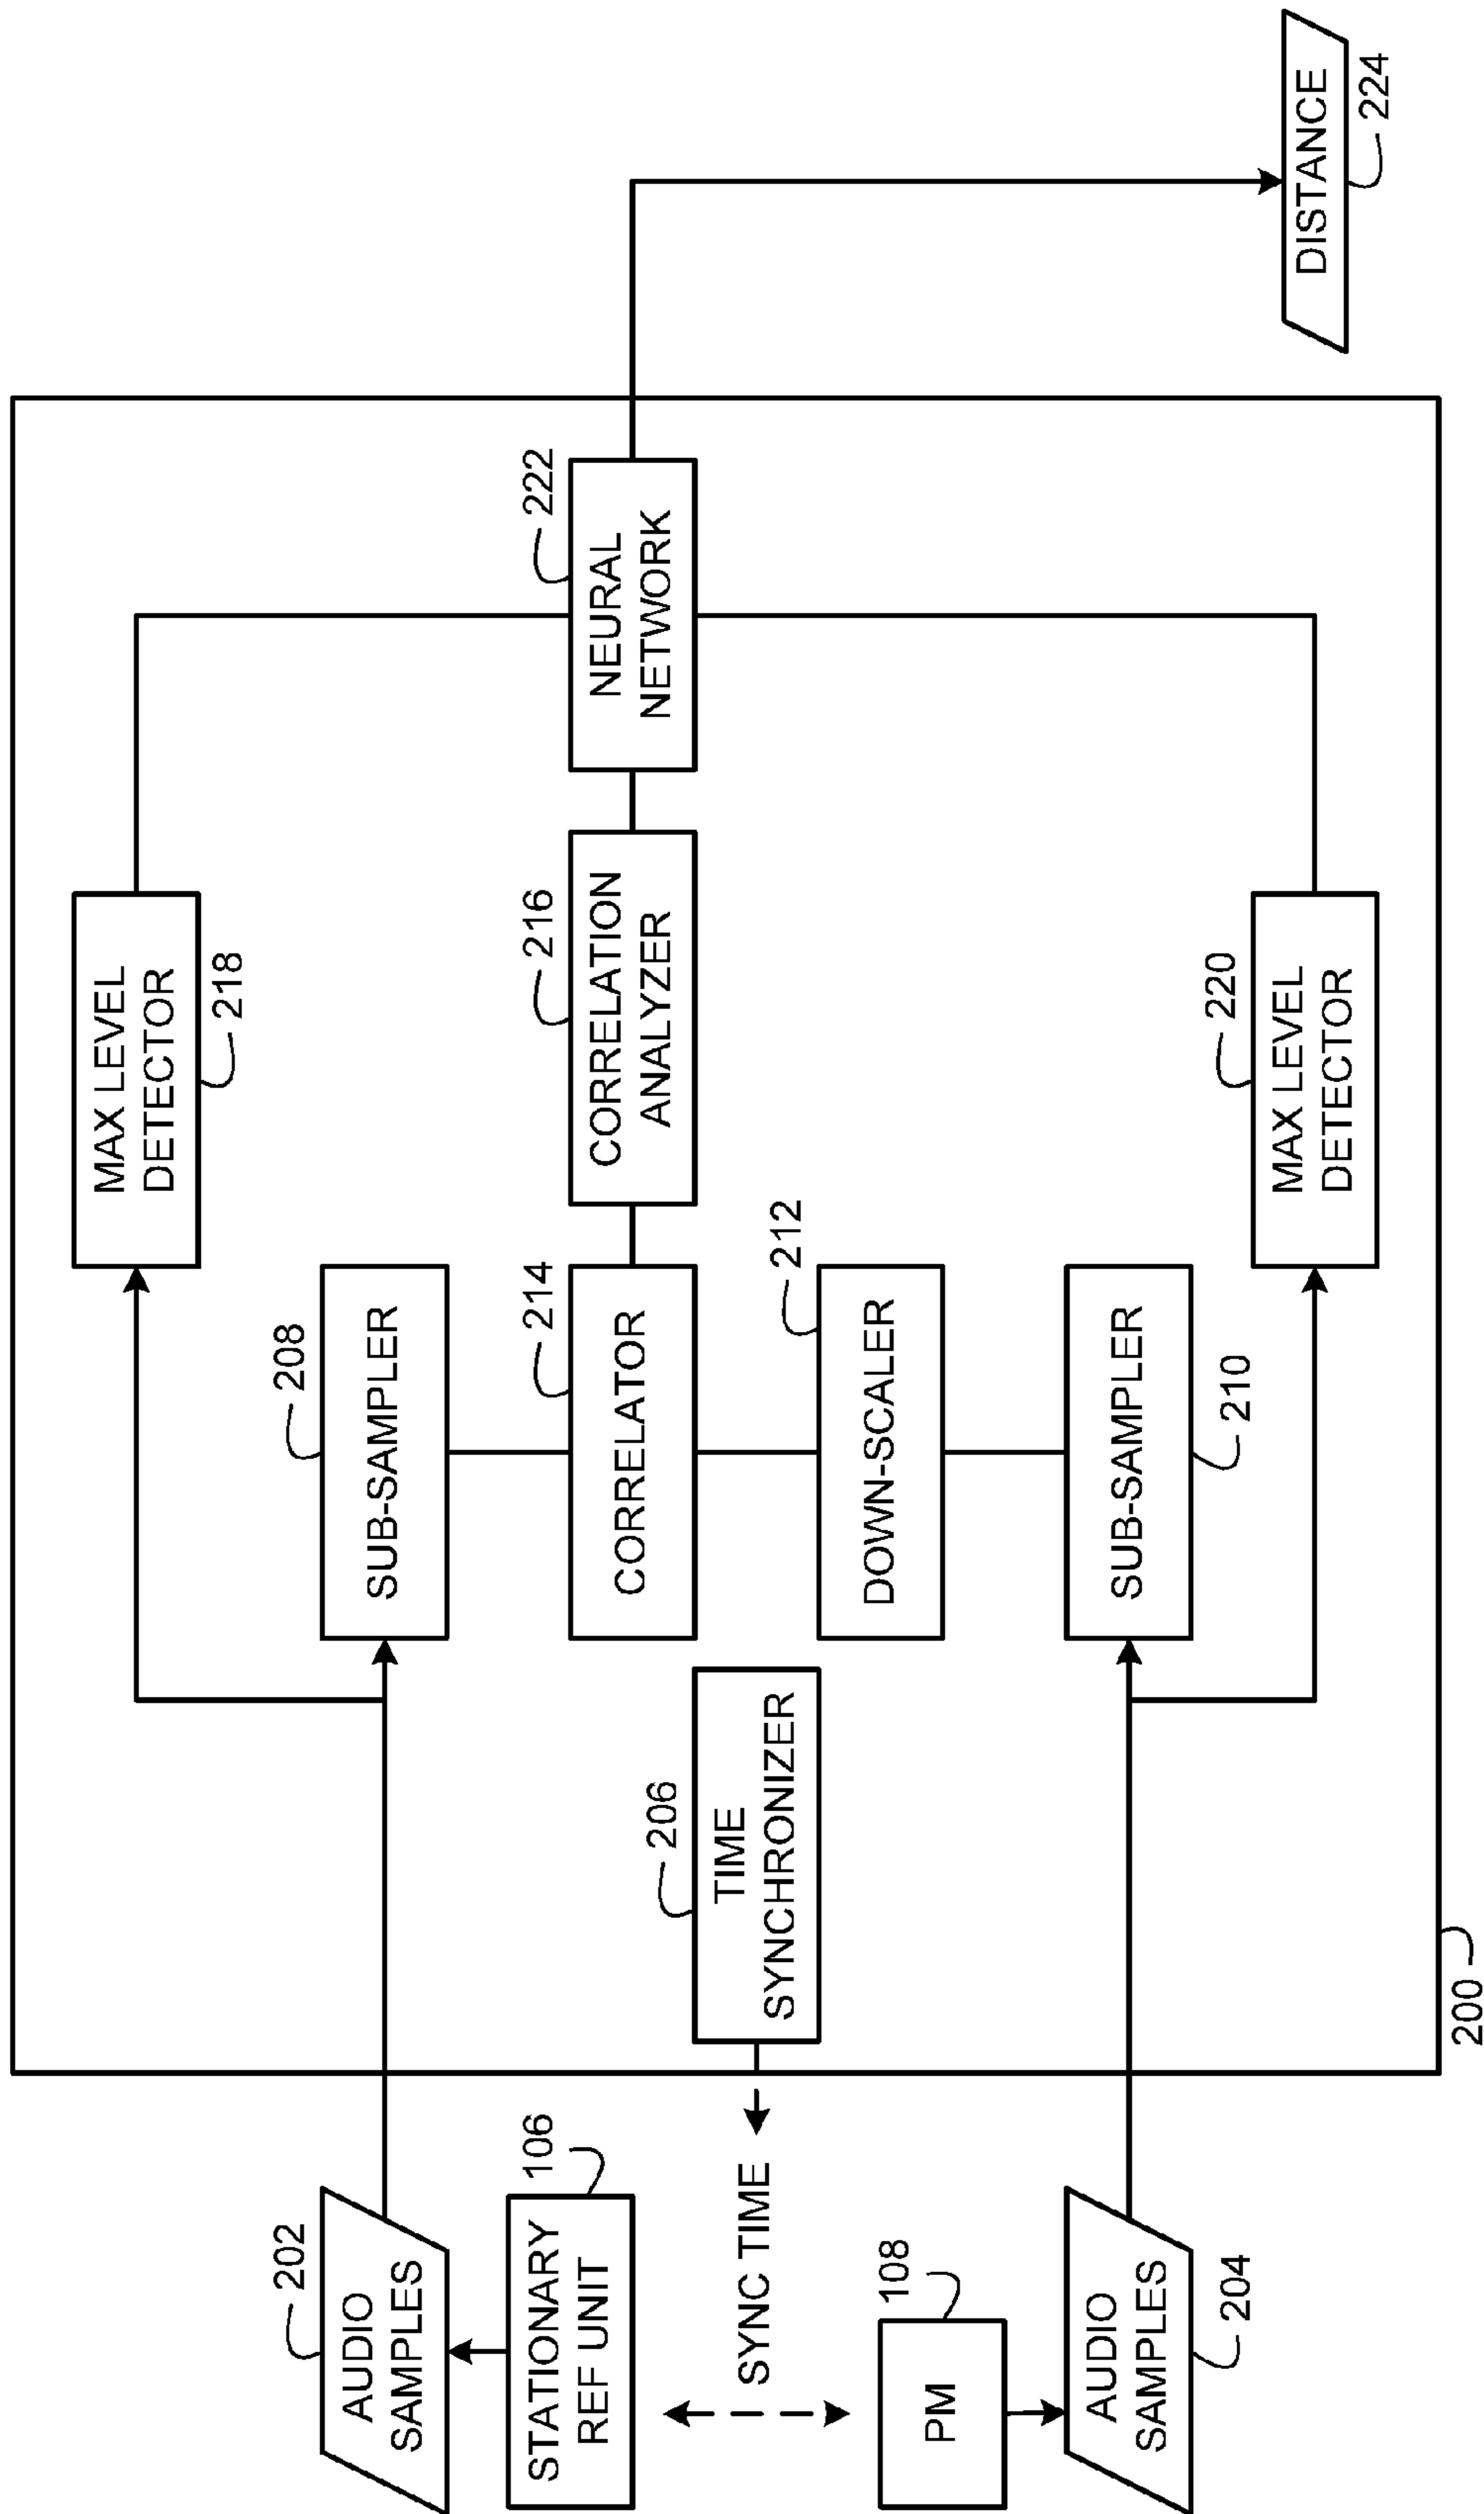 202
AUDIO
SAMPLES
STATIONARY
REF UNIT
106
SYNC TIME
PM
108
AUDIO
SAMPLES
204
200
TIME
SYNCHRONIZER
206
SUB-SAMPLER
208
CORRELATOR
214
DOWN-SCALER
212
SUB-SAMPLER
210
MAX LEVEL
DETECTOR
218
CORRELATION
ANALYZER
216
MAX LEVEL
DETECTOR
220
NEURAL
NETWORK
222
DISTANCE
224